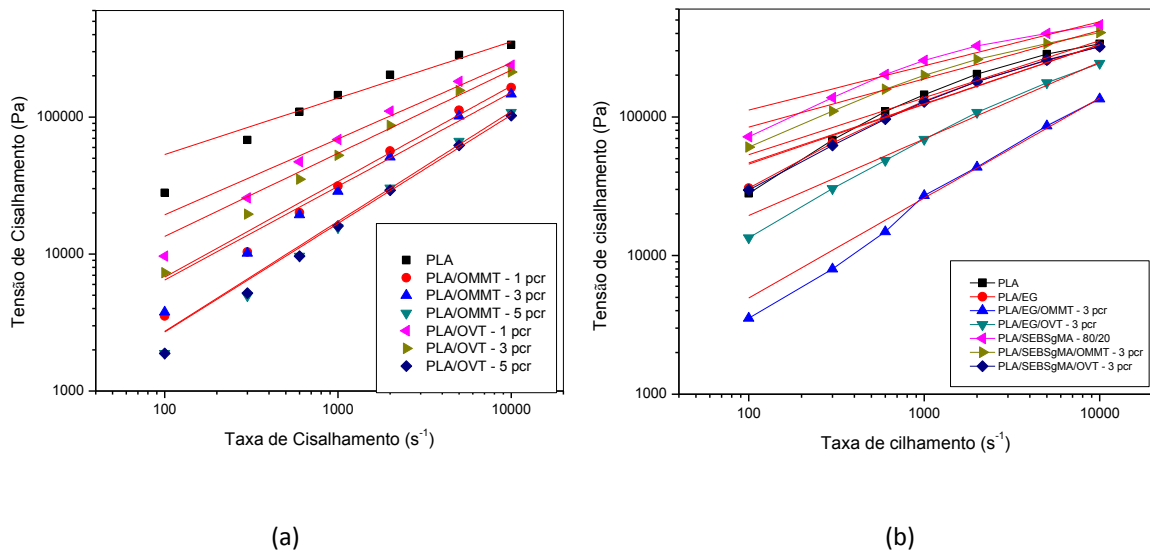 Tensão de Cisalhamento (Pa)
100000
10000
1000
100
1000
10000
Taxa de Cisalhamento (s⁻¹)
PLA
PLA/OMMT - 1 pcr
PLA/OMMT - 3 pcr
PLA/OMMT - 5 pcr
PLA/OVT - 1 pcr
PLA/OVT - 3 pcr
PLA/OVT - 5 pcr
(a)
Tensão de cisalhamento (Pa)
100000
10000
1000
100
1000
10000
Taxa de cilhamento (s⁻¹)
PLA
PLA/EG
PLA/EG/OMMT - 3 pcr
PLA/EG/OVT - 3 pcr
PLA/SEBSgMA - 80/20
PLA/SEBSgMA/OMMT - 3 pcr
PLA/SEBSgMA/OVT - 3 pcr
(b)